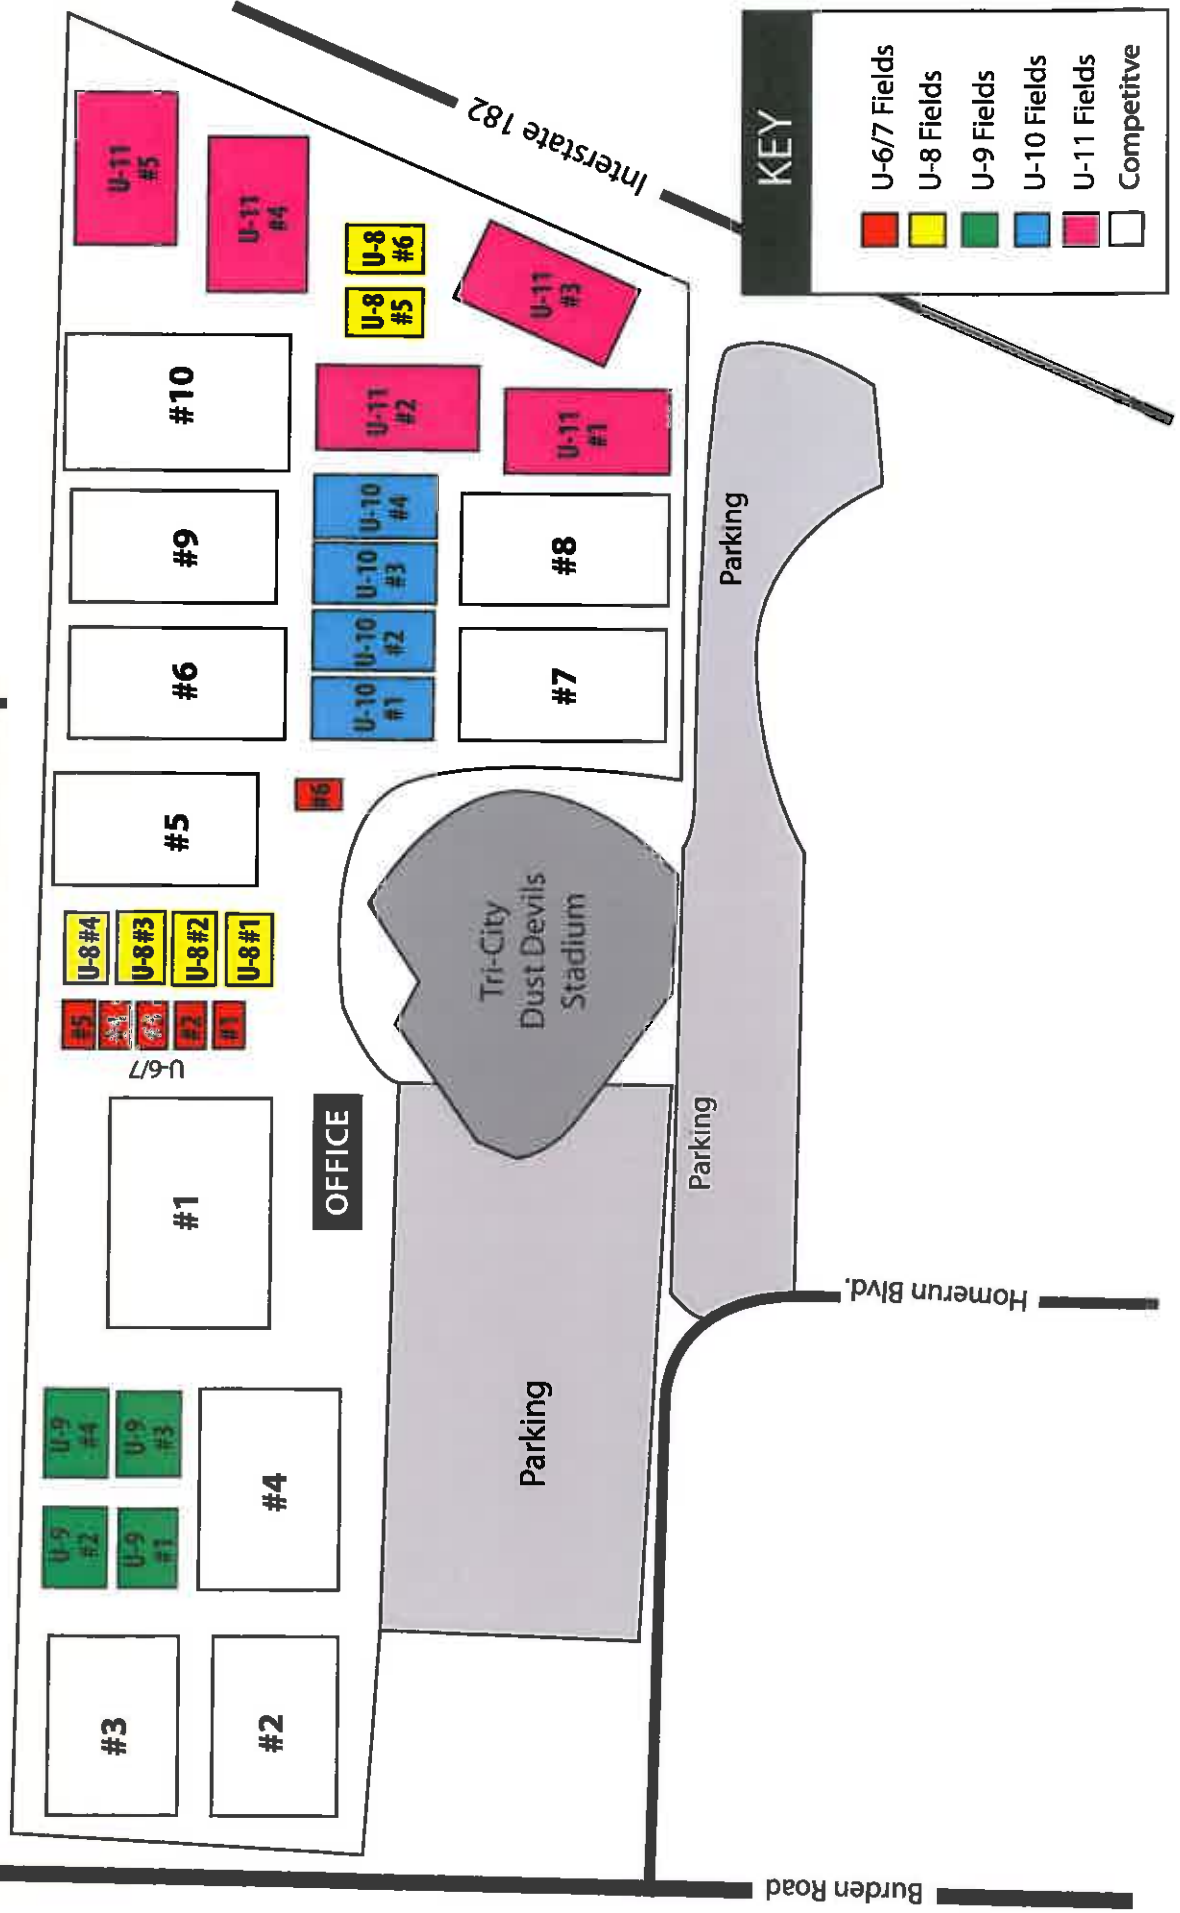 U-9
#2
U-9
#4
U-9
#1
U-9
#3
#3
#2
#4
#1
U-6/7
#5
#2
#1
U-8#4
U-8#3
U-8#2
U-8#1
#5
#6
#9
#10
U-11
#5
U-11
#4
OFFICE
#6
U-10
#1
U-10
#2
U-10
#3
U-10
#4
U-11
#2
U-8
#5
U-8
#6
Tri-City
Dust Devils
Stadium
#7
#8
U-11
#1
U-11
#3
Interstate 182
Parking
Parking
Parking
Burden Road
Homerun Blvd.
KEY
U-6/7 Fields
U-8 Fields
U-9 Fields
U-10 Fields
U-11 Fields
Competitve